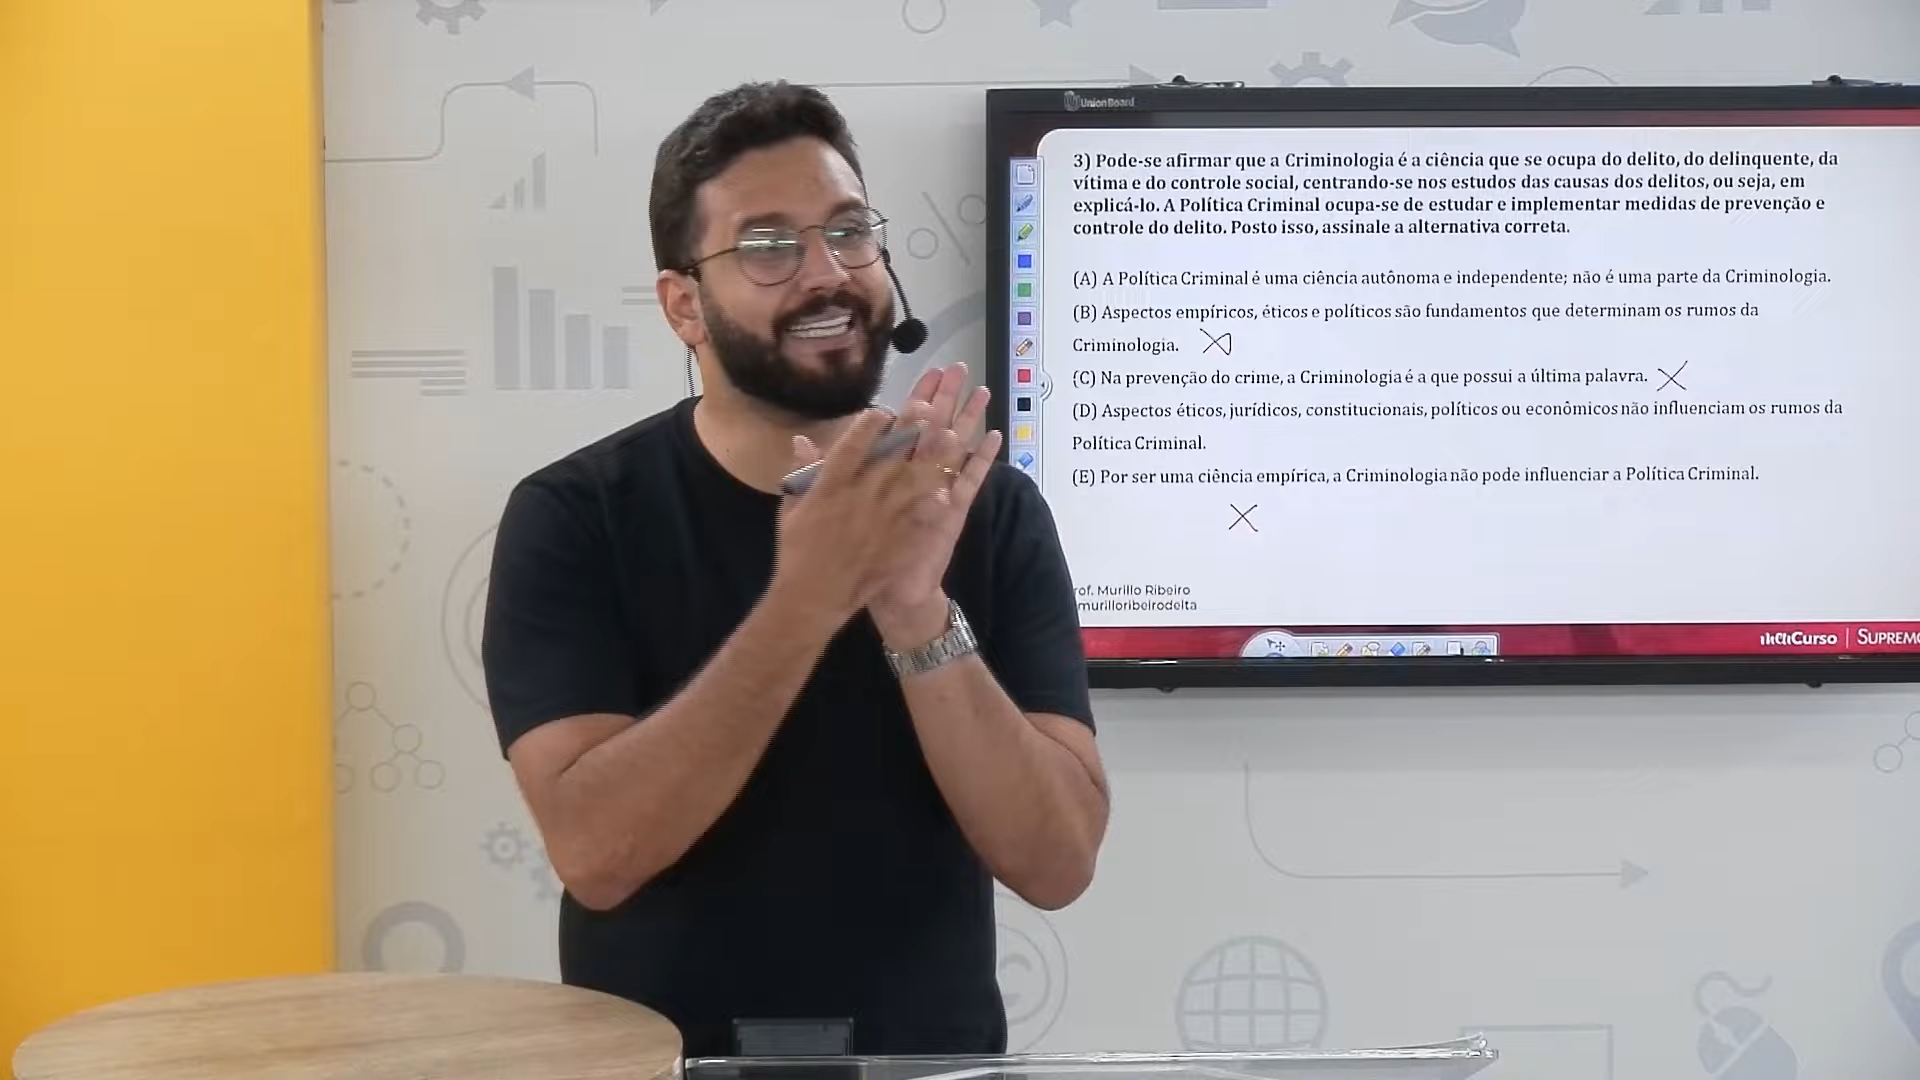 UnionBoard
3) Pode-se afirmar que a Criminologia é a ciência que se ocupa do delito, do delinquente, da
vítima e do controle social, centrando-se nos estudos das causas dos delitos, ou seja, em
explicá-lo. A Política Criminal ocupa-se de estudar e implementar medidas de prevenção e
controle do delito. Posto isso, assinale a alternativa correta.
(A) A Política Criminal é uma ciência autônoma e independente; não é uma parte da Criminologia.
(B) Aspectos empíricos, éticos e políticos são fundamentos que determinam os rumos da
Criminologia.
(C) Na prevenção do crime, a Criminologia é a que possui a última palavra.
(D) Aspectos éticos, jurídicos, constitucionais, políticos ou econômicos não influenciam os rumos da
Política Criminal.
(E) Por ser uma ciência empírica, a Criminologia não pode influenciar a Política Criminal.
rof. Murillo Ribeiro
murilloribeirodelta
Curso | SUPREMO